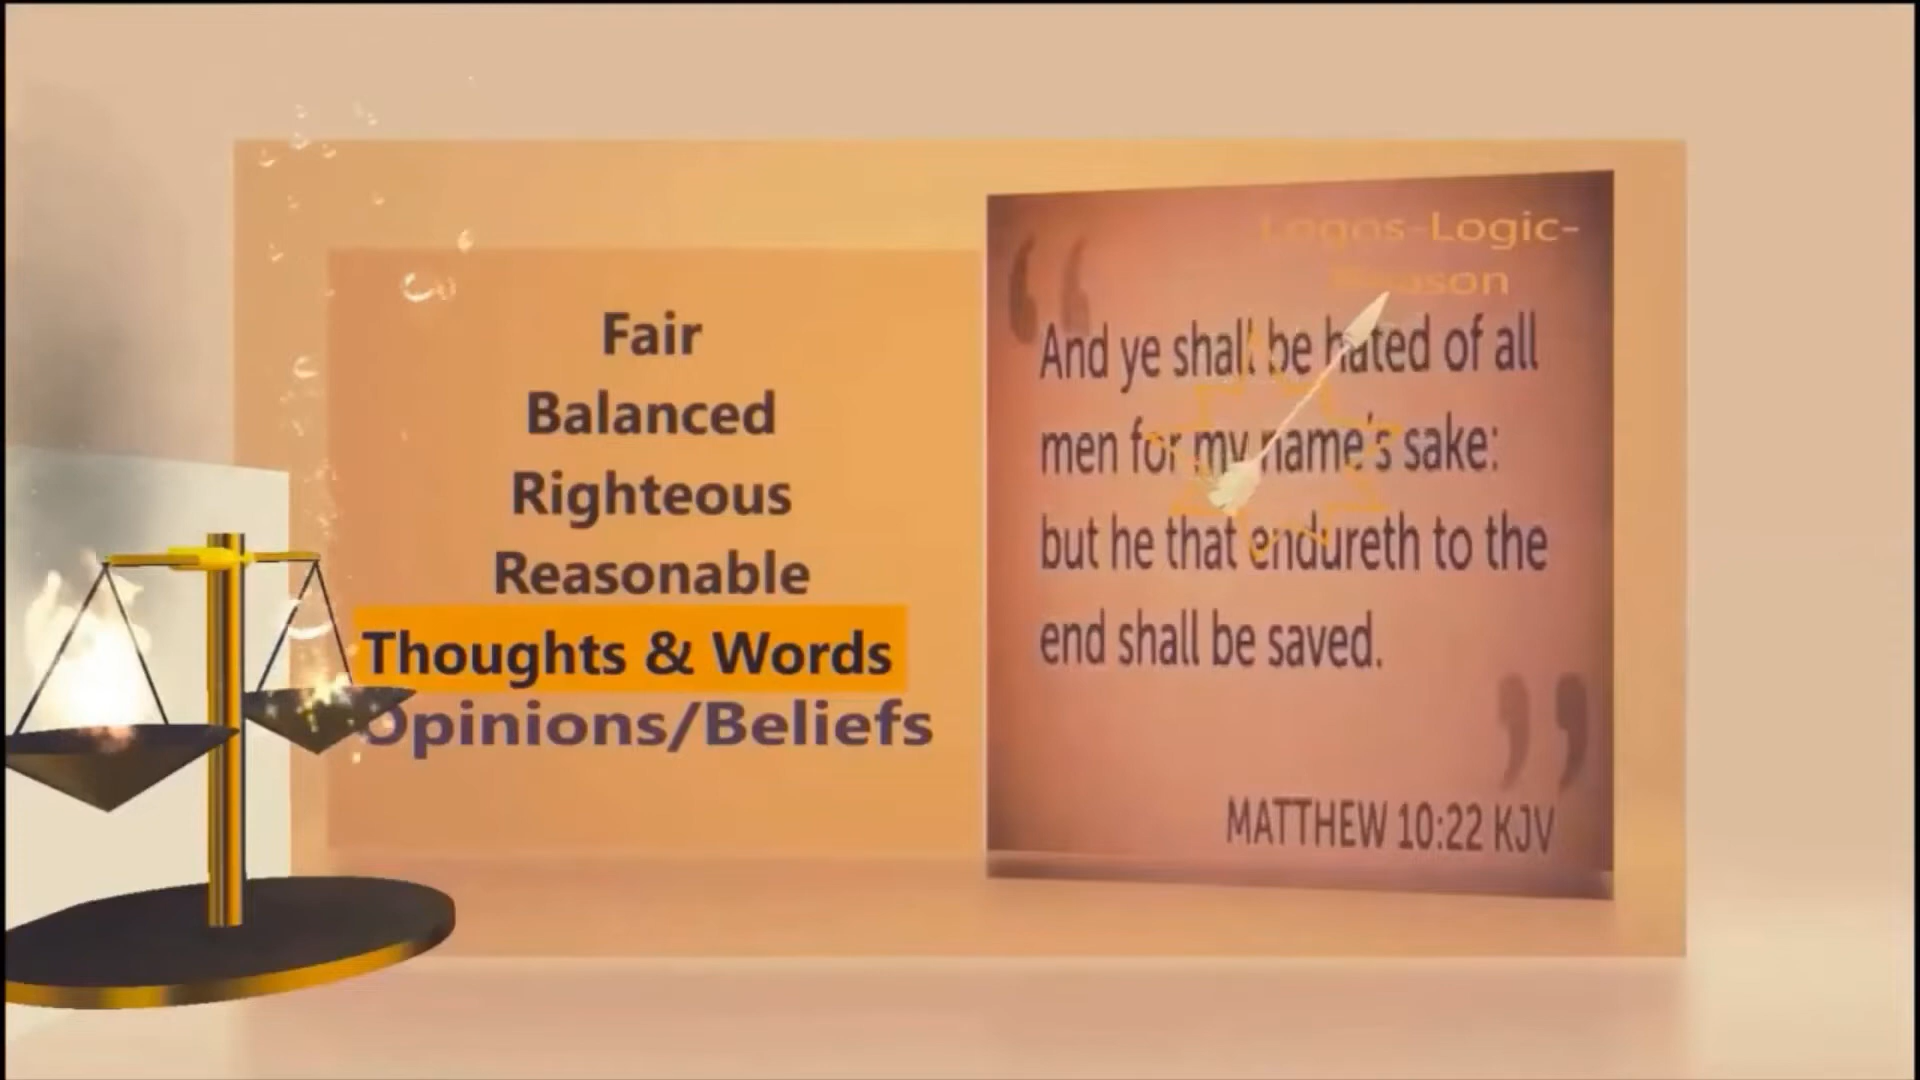 Fair
Balanced
Righteous
Reasonable
Thoughts & Words
Opinions/Beliefs
Logos-Logic-
Reason
“
And ye shall be hated of all
men for my name's sake:
but he that endureth to the
end shall be saved.
”
MATTHEW 10:22 KJV